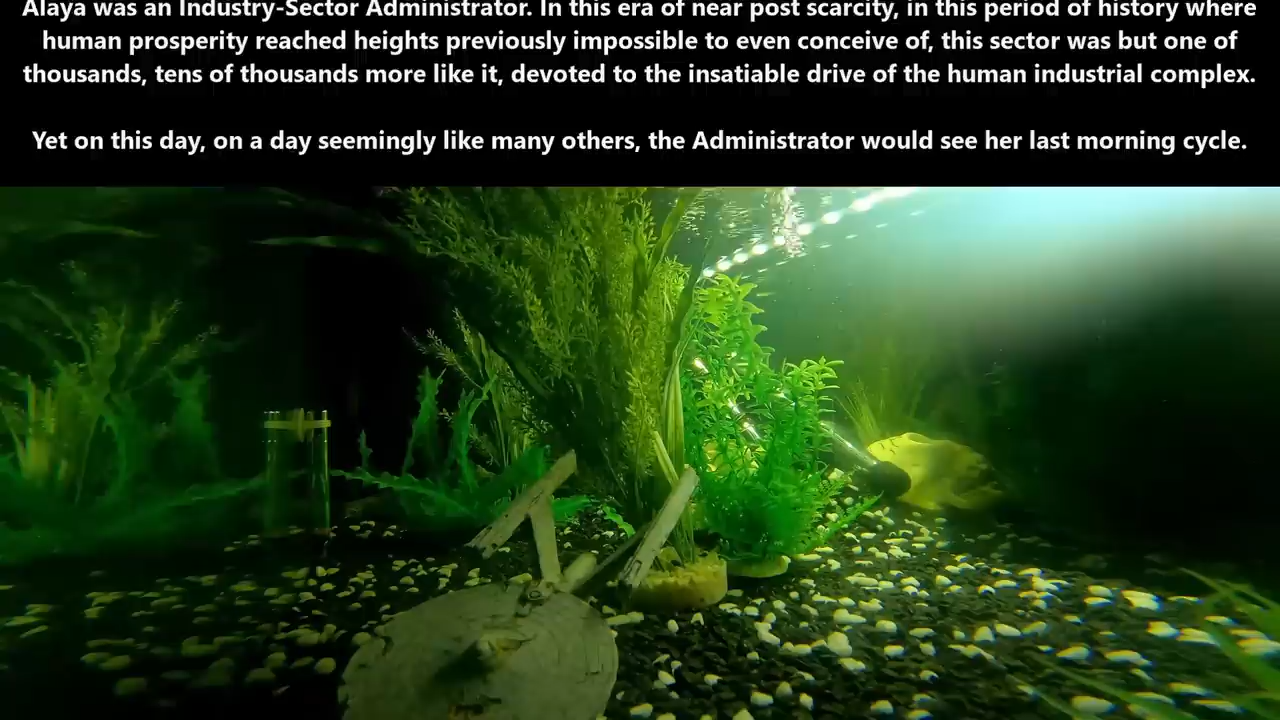 Alaya was an Industry-Sector Administrator. In this era of near post scarcity, in this period of history where
human prosperity reached heights previously impossible to even conceive of, this sector was but one of
thousands, tens of thousands more like it, devoted to the insatiable drive of the human industrial complex.
Yet on this day, on a day seemingly like many others, the Administrator would see her last morning cycle.